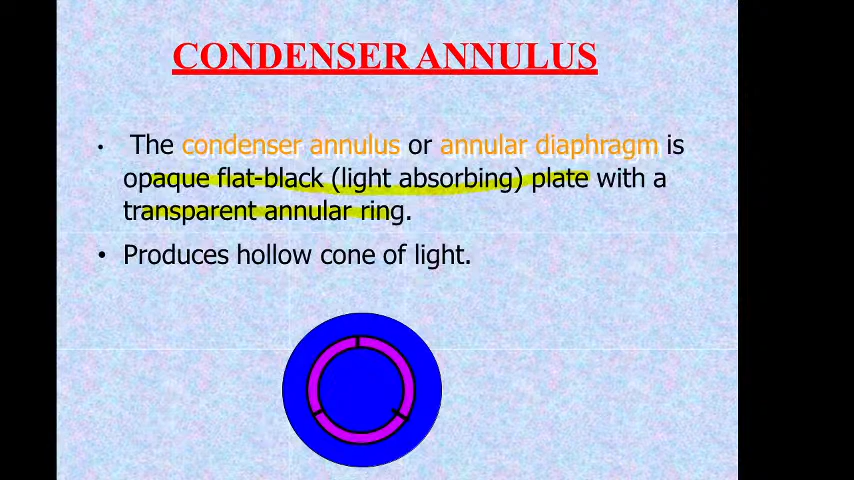 CONDENSER ANNULUS
• The condenser annulus or annular diaphragm is
opaque flat-black (light absorbing) plate with a
transparent annular ring.
• Produces hollow cone of light.